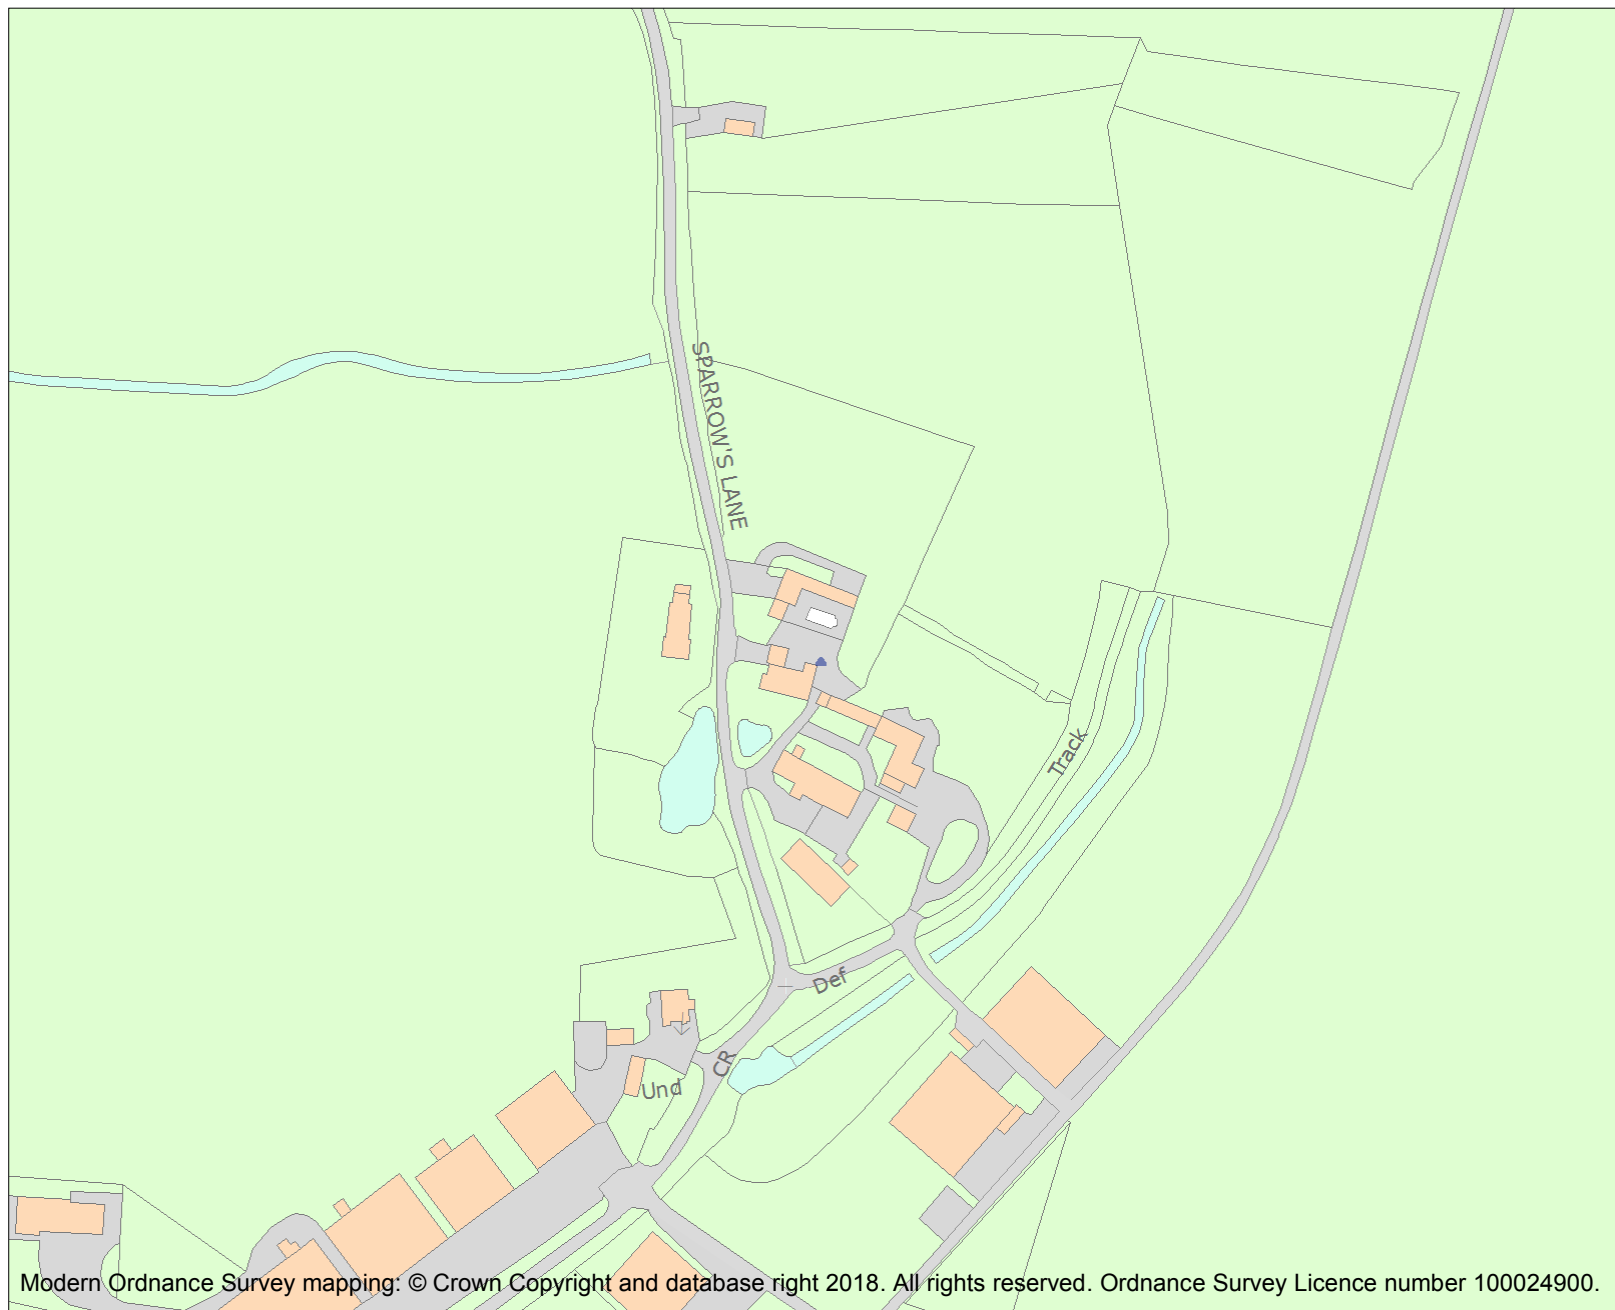 SPARROW'S LANE
Track
Def
CR
Und
Modern Ordnance Survey mapping: © Crown Copyright and database right 2018. All rights reserved. Ordnance Survey Licence number 100024900.